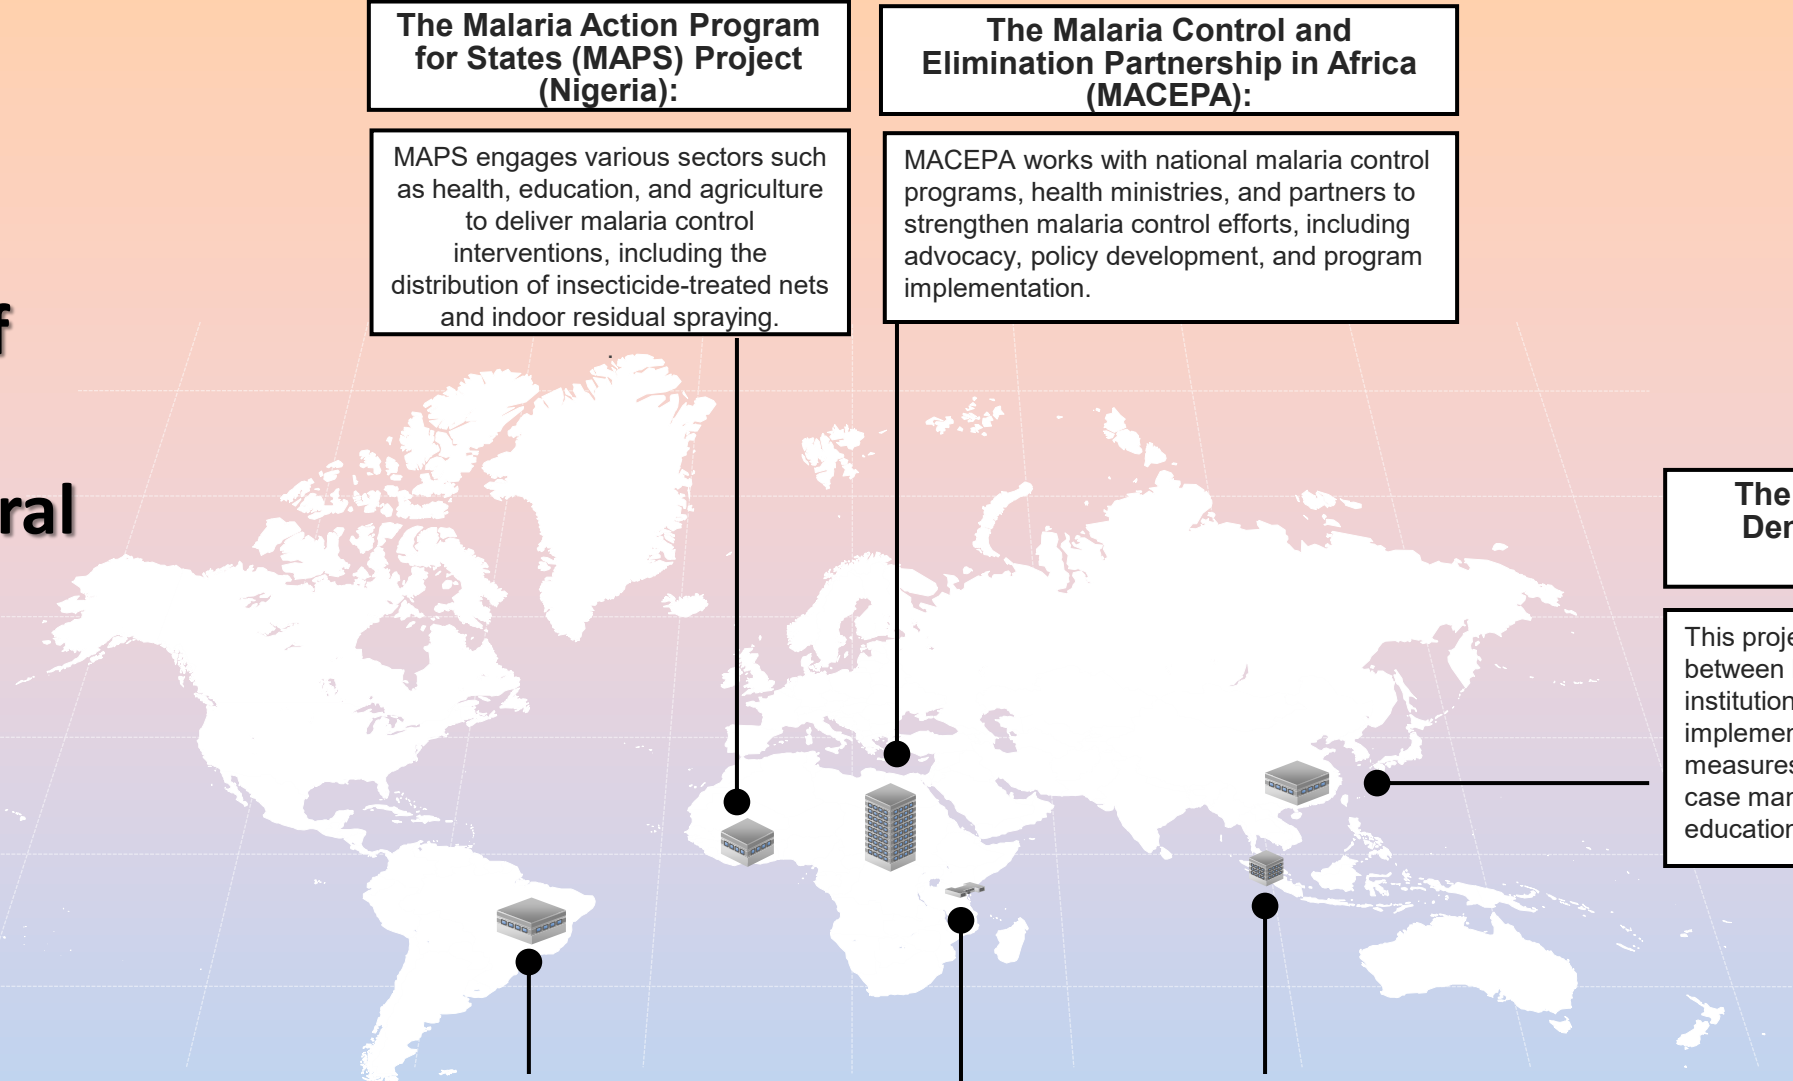 The Malaria Action Program
for States (MAPS) Project
(Nigeria):
MAPS engages various sectors such
as health, education, and agriculture
to deliver malaria control
interventions, including the
distribution of insecticide-treated nets
and indoor residual spraying.
The Malaria Control and
Elimination Partnership in Africa
(MACEPA):
MACEPA works with national malaria control
programs, health ministries, and partners to
strengthen malaria control efforts, including
advocacy, policy development, and program
implementation.
f
ral
The
Der
This proje
between
institution
implemen
measures
case mar
education